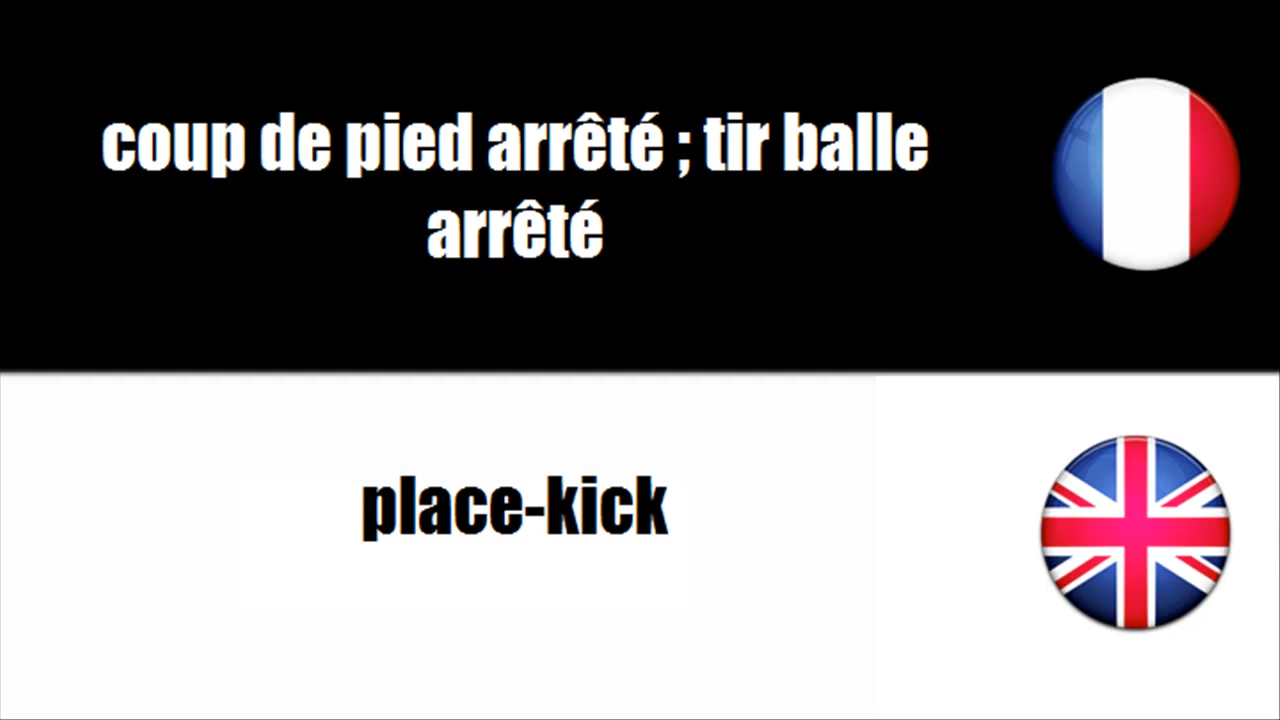 coup de pied arrêté ; tir balle
arrêté
place-kick